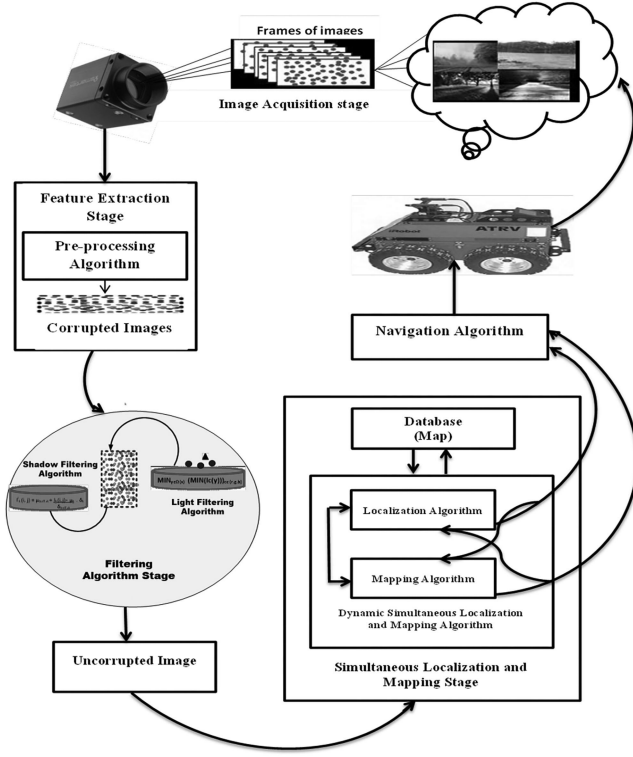 Frames of images
Image Acquisition stage
Feature Extraction
Stage
Pre-processing
Algorithm
Corrupted Images
Shadow Filtering
Algorithm
Light Filtering
Algorithm
Filtering
Algorithm Stage
Uncorrupted Image
iRobot
ATRV
Navigation Algorithm
Database
(Map)
Localization Algorithm
Mapping Algorithm
Dynamic Simultaneous Localization
and Mapping Algorithm
Simultaneous Localization and
Mapping Stage